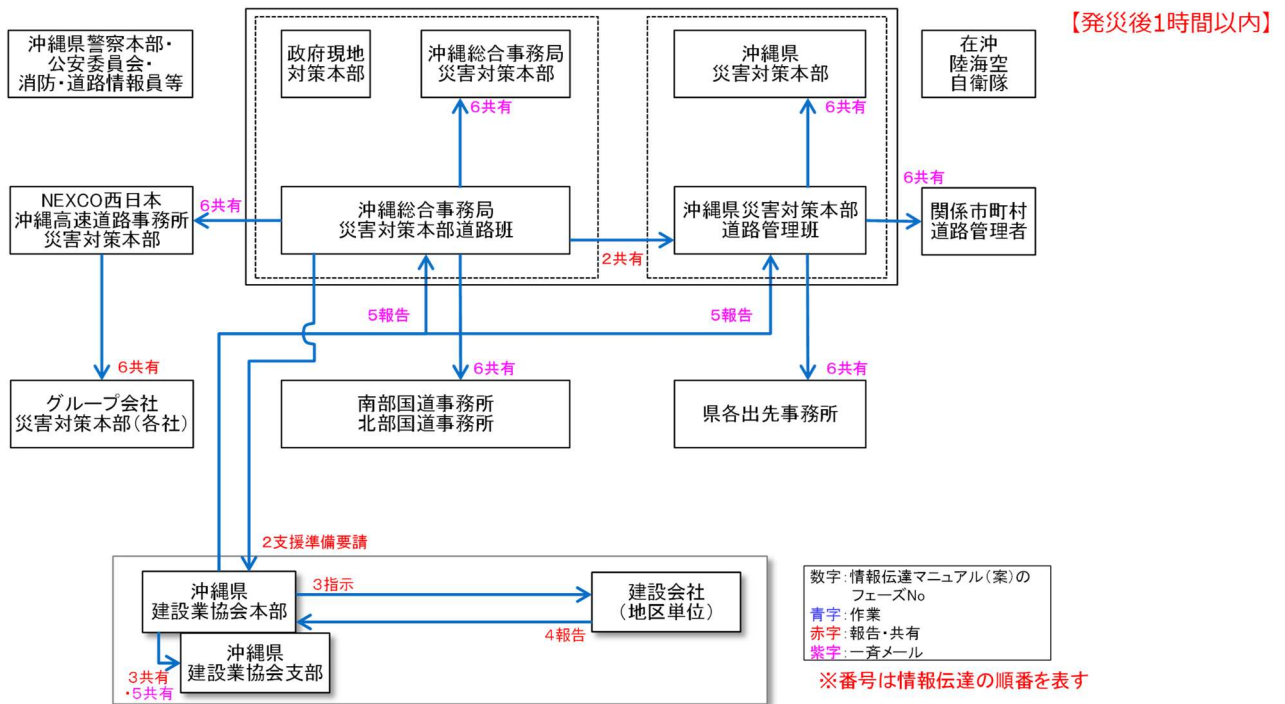 【発災後1時間以内】
沖縄県警察本部・
公安委員会・
消防・道路情報員等
政府現地
対策本部
沖縄総合事務局
災害対策本部
沖縄県
災害対策本部
在沖
陸海空
自衛隊
6共有
6共有
NEXCO西日本
沖縄高速道路事務所
災害対策本部
6共有
沖縄総合事務局
災害対策本部道路班
2共有
沖縄県災害対策本部
道路管理班
6共有
関係市町村
道路管理者
5報告
5報告
6共有
6共有
6共有
グループ会社
災害対策本部(各社)
南部国道事務所
北部国道事務所
県各出先事務所
2支援準備要請
沖縄県
建設業協会本部
3指示
4報告
建設会社
(地区単位)
沖縄県
建設業協会支部
3共有
・5共有
数字:情報伝達マニュアル(案)の
フェーズNo
青字:作業
赤字:報告・共有
紫字:一斉メール
※番号は情報伝達の順番を表す